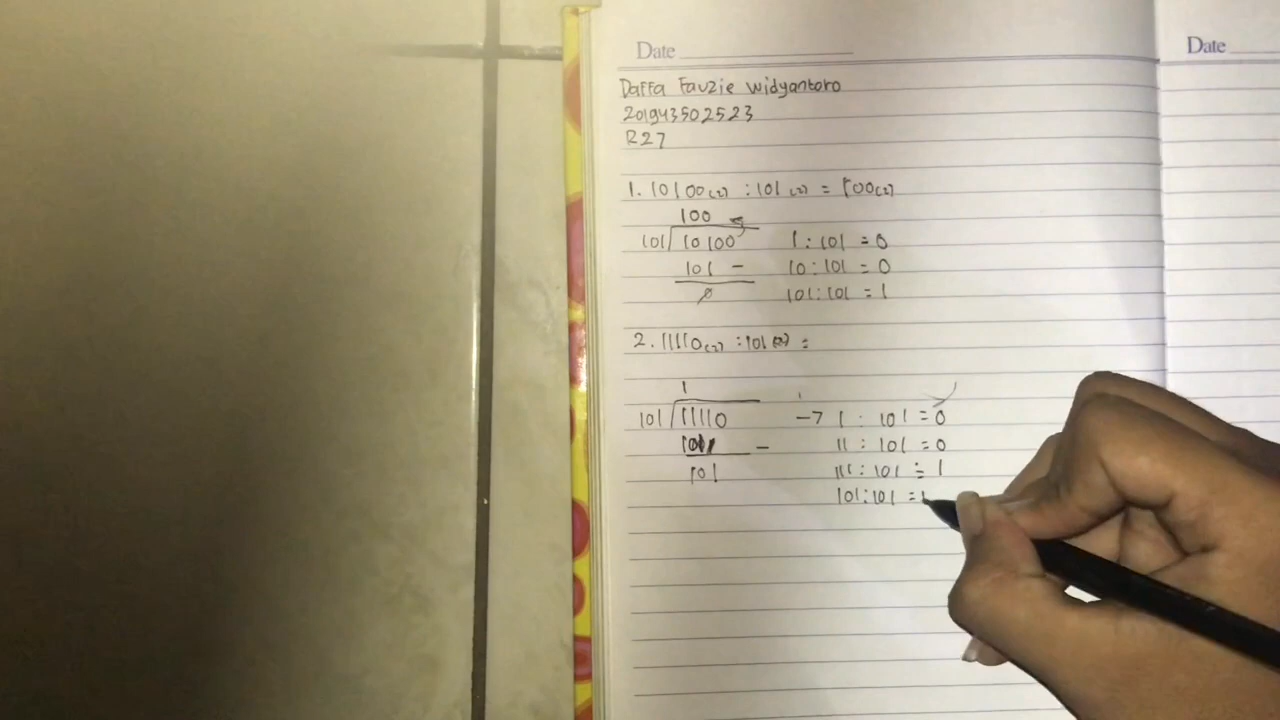 Date
Date
Daffa Fauzie Widyantoro
201943502523
R27
1. 10100(2) : 101(2) = 100(2)
100
101 10100 1 : 101 = 0
101 - 10 : 101 = 0
0 101 : 101 = 1
2. 11110(2) : 101(2) =
1
101 11110 → 1 : 101 = 0
101 - 11 : 101 = 0
101 111 : 101 = 1
101 : 101 = 1